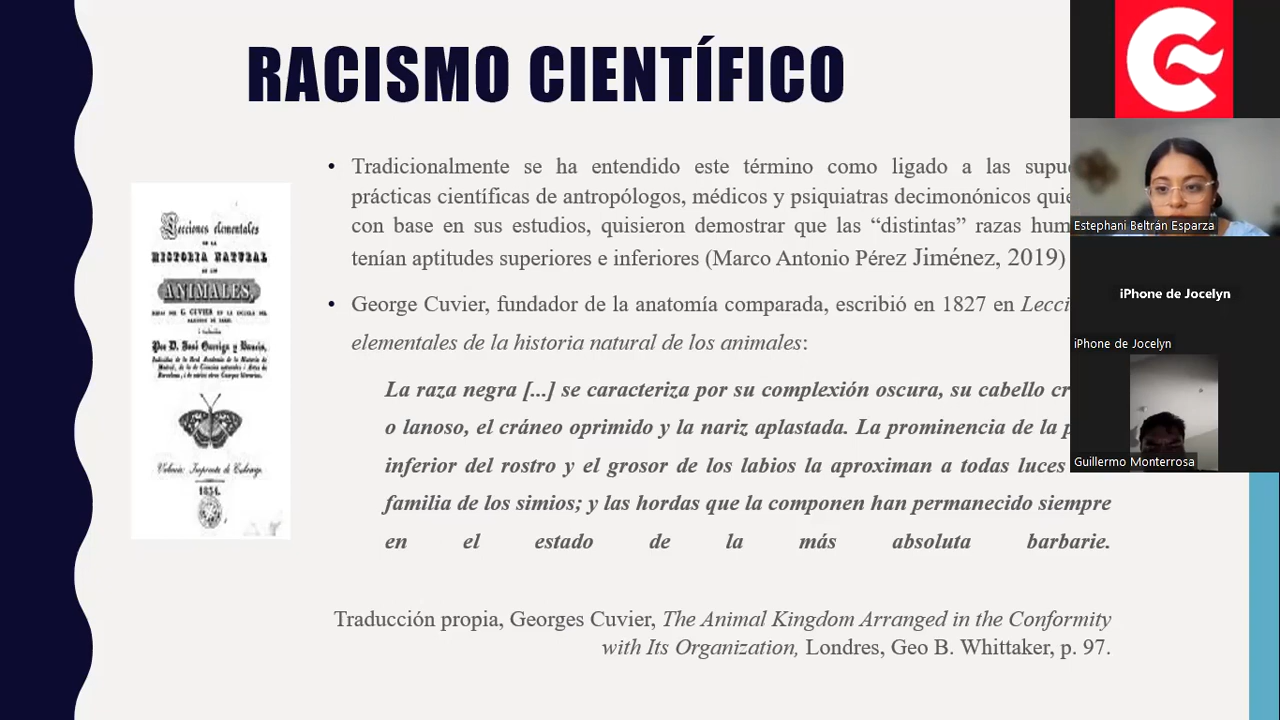 RACISMO CIENTÍFICO
• Tradicionalmente se ha entendido este término como ligado a las
prácticas científicas de antropólogos, médicos y psiquiatras decimonónicos
con base en sus estudios, quisieron demostrar que las “distintas” razas
tenían aptitudes superiores e inferiores (Marco Antonio Pérez Jiménez, 2019)
• George Cuvier, fundador de la anatomía comparada, escribió en 1827 en
elementales de la historia natural de los animales:
La raza negra [...] se caracteriza por su complexión oscura, su cabello
o lanoso, el cráneo oprimido y la nariz aplastada. La prominencia de la
inferior del rostro y el grosor de los labios la aproximan a todas luces
familia de los simios; y las hordas que la componen han permanecido siempre
en el estado de la más absoluta barbarie.
Traducción propia, Georges Cuvier, The Animal Kingdom Arranged in the Conformity
with Its Organization, Londres, Geo B. Whittaker, p. 97.
Lecciones elementales
DE LA
HISTORIA NATURAL
DE LOS
ANIMALES,
Por D. José Garriga y
Valencia: Imprenta de
1834.
Estephani Beltrán Esparza
iPhone de Jocelyn
iPhone de Jocelyn
Guillermo Monterrosa